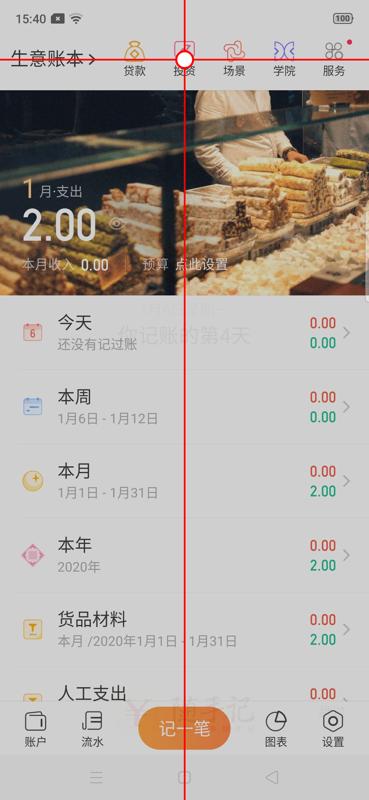 15:40
100
生意账本
贷款
投资
场景
学院
服务
1 月·支出
2.00
本月收入 0.00 预算 点此设置
你记账的第4天
今天
还没有记过账
0.00
0.00
6
本周
1月6日 - 1月12日
0.00
0.00
本月
1月1日 - 1月31日
0.00
2.00
本年
2020年
0.00
2.00
货品材料
本月 /2020年1月1日 - 1月31日
0.00
2.00
人工支出
0.00
随手记
账户
流水
记一笔
图表
设置